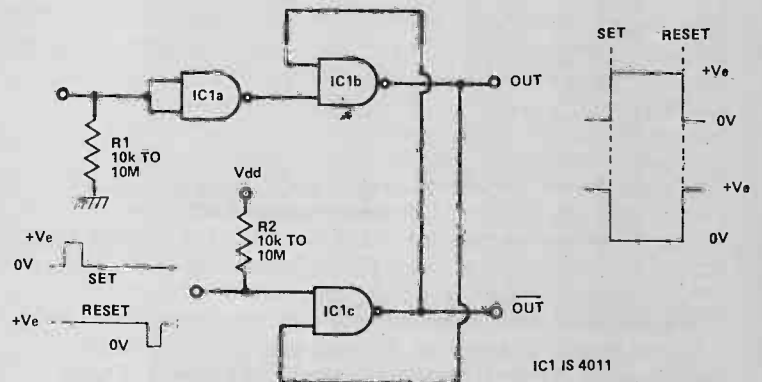 SET RESET
IC1a
IC1b
OUT
+Ve
0V
R1
10k TO
10M
Vdd
R2
10k TO
10M
+Ve
0V
+Ve
0V
SET
RESET
+Ve
0V
IC1c
OUT
IC1 IS 4011